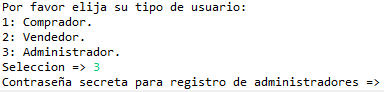 Por favor elija su tipo de usuario:
1: Comprador.
2: Vendedor.
3: Administrador.
Seleccion => 3
Contraseña secreta para registro de administradores =>